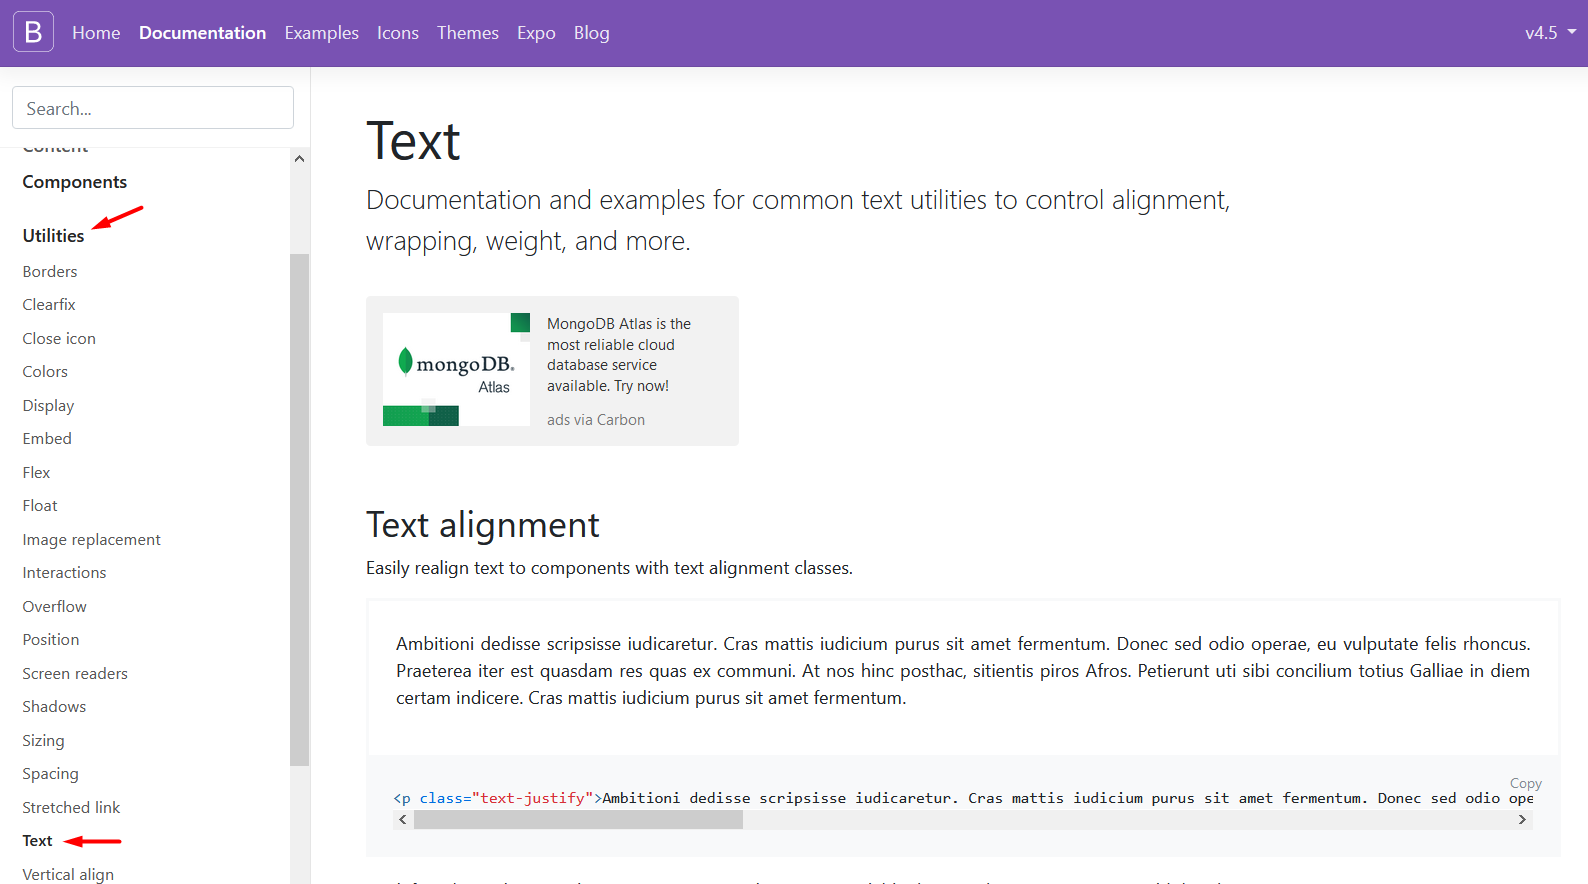 B Home Documentation Examples Icons Themes Expo Blog v4.5
Search...
Content
Components
Utilities
Borders
Clearfix
Close icon
Colors
Display
Embed
Flex
Float
Image replacement
Interactions
Overflow
Position
Screen readers
Shadows
Sizing
Spacing
Stretched link
Text
Vertical align
Text
Documentation and examples for common text utilities to control alignment,
wrapping, weight, and more.
mongoDB.
Atlas
MongoDB Atlas is the
most reliable cloud
database service
available. Try now!
ads via Carbon
Text alignment
Easily realign text to components with text alignment classes.
Ambitioni dedisse scripsisse iudicaretur. Cras mattis iudicium purus sit amet fermentum. Donec sed odio operae, eu vulputate felis rhoncus.
Praeterea iter est quasdam res quas ex communi. At nos hinc posthac, sitientis piros Afros. Petierunt uti sibi concilium totius Galliae in diem
certam indicere. Cras mattis iudicium purus sit amet fermentum.
Copy
<p class="text-justify">Ambitioni dedisse scripsisse iudicaretur. Cras mattis iudicium purus sit amet fermentum. Donec sed odio ope